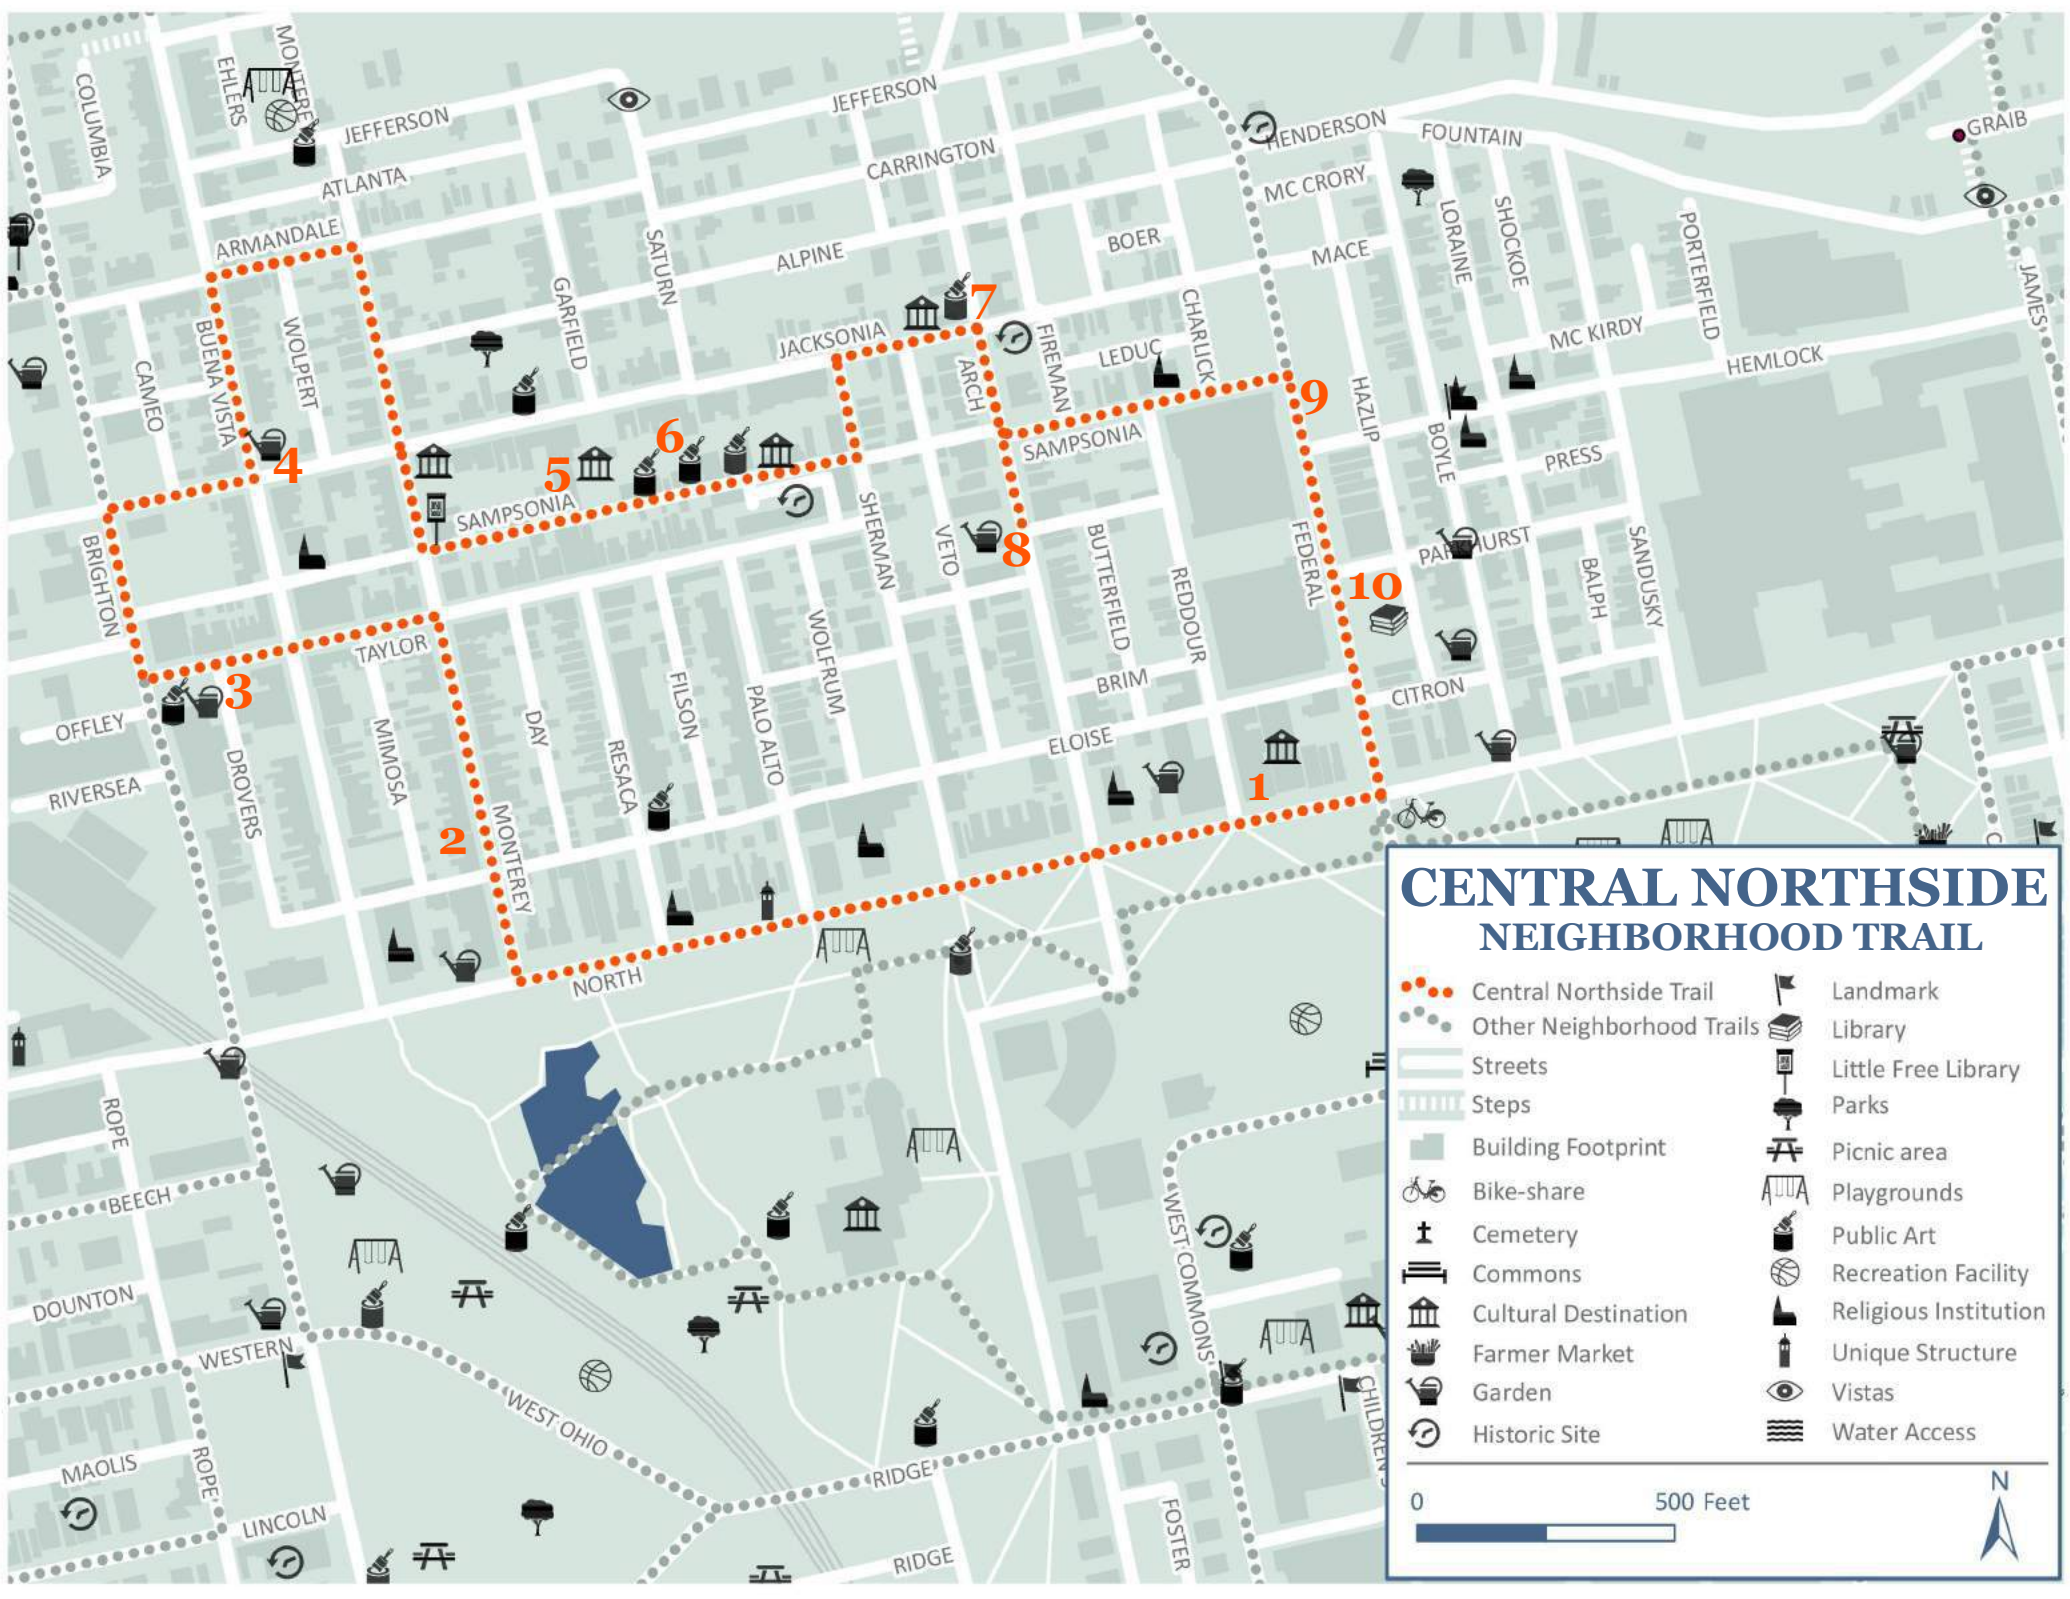 COLUMBIA
EHLERS
MONTEREY
JEFFERSON
ATLANTA
ARMANDALE
JEFFERSON
CARRINGTON
HENDERSON
FOUNTAIN
GRAIB
MC CRORY
SATURN
ALPINE
BOER
MACE
LORAINE
SHOCKOE
PORTERFIELD
JAMES
GARFIELD
BUENA VISTA
WOLPERT
CAMEO
JACKSONIA
7
ARCH
FIREMAN
LEDUC
CHARLICK
MC KIRDY
HEMLOCK
9
HAZLIP
BOYLE
PRESS
4
5
6
SAMPSONIA
SAMPSONIA
SHERMAN
VETO
8
BRIGHTON
BUTTERFIELD
REDDOUR
FEDERAL
10
PARKHURST
BALPH
SANDUSKY
TAYLOR
3
OFFLEY
RIVERSEA
DROVERS
MIMOSA
2
MONTEREY
DAY
RESACA
FILSON
PALO ALTO
WOLFRUM
BRIM
ELOISE
CITRON
1
NORTH
ROPE
BEECH
DOUNTON
WESTERN
MAOLIS
ROPE
LINCOLN
WEST OHIO
RIDGE
RIDGE
FOSTER
WEST COMMONS
CHILDREN'S
C
CENTRAL NORTHSIDE
NEIGHBORHOOD TRAIL
Central Northside Trail
Other Neighborhood Trails
Streets
Steps
Building Footprint
Bike-share
Cemetery
Commons
Cultural Destination
Farmer Market
Garden
Historic Site
Landmark
Library
Little Free Library
Parks
Picnic area
Playgrounds
Public Art
Recreation Facility
Religious Institution
Unique Structure
Vistas
Water Access
0
500 Feet
N